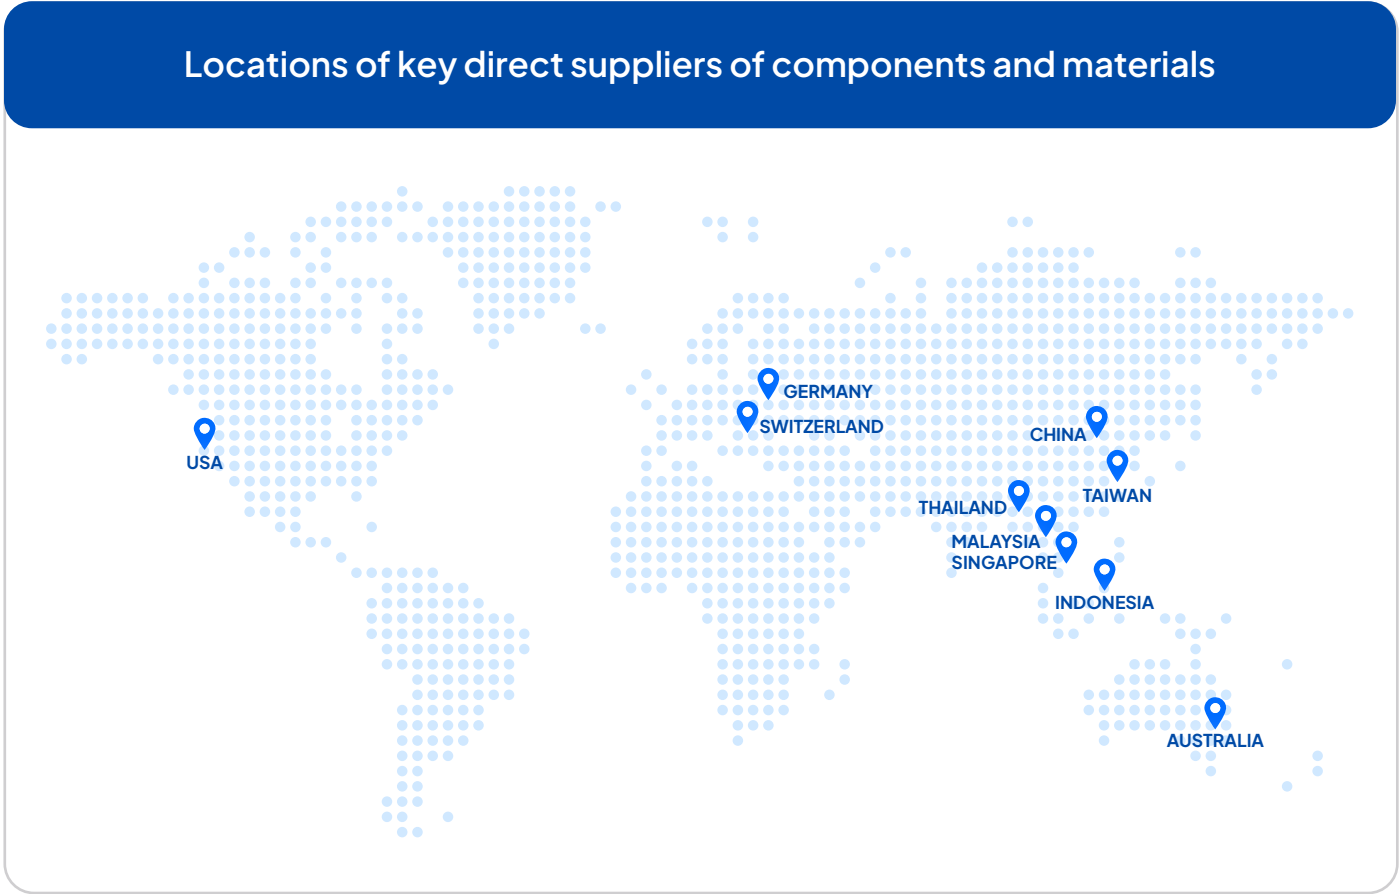 Locations of key direct suppliers of components and materials
GERMANY
SWITZERLAND
USA
CHINA
TAIWAN
THAILAND
MALAYSIA
SINGAPORE
INDONESIA
AUSTRALIA